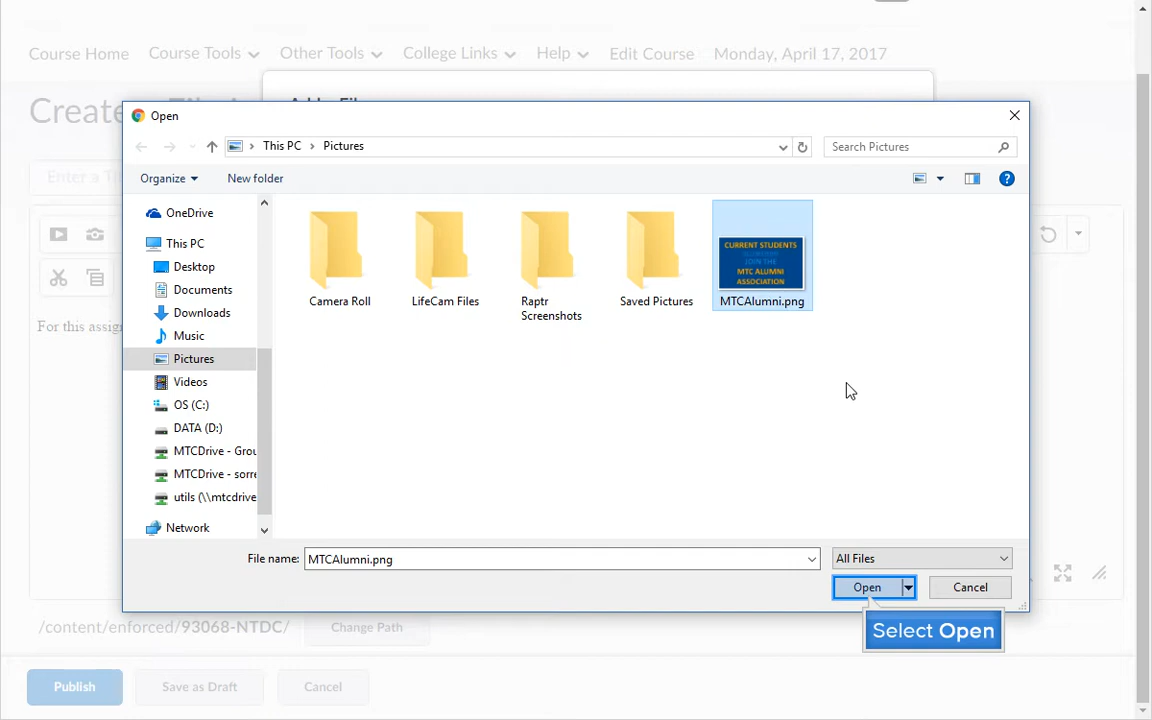 Course Home Course Tools Other Tools College Links Help Edit Course Monday, April 17, 2017
Open
This PC > Pictures
Search Pictures
Organize
New folder
OneDrive
This PC
Desktop
Documents
Downloads
Music
Pictures
Videos
OS (C:)
DATA (D:)
MTCDrive - Grou
MTCDrive - sorre
utils (\\mtcdrive
Network
CURRENT STUDENTS
JOIN THE
MTC ALUMNI
ASSOCIATION
Camera Roll
LifeCam Files
Raptr
Screenshots
Saved Pictures
MTCAlumni.png
For this assig
File name: MTCAlumni.png
All Files
Open
Cancel
Select Open
/content/enforced/93068-NTDC/
Change Path
Publish
Save as Draft
Cancel